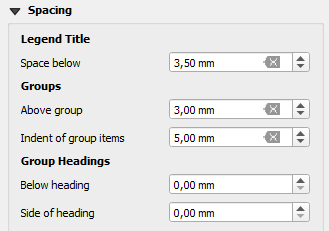 Spacing
Legend Title
Space below 3,50 mm
Groups
Above group 3,00 mm
Indent of group items 5,00 mm
Group Headings
Below heading 0,00 mm
Side of heading 0,00 mm